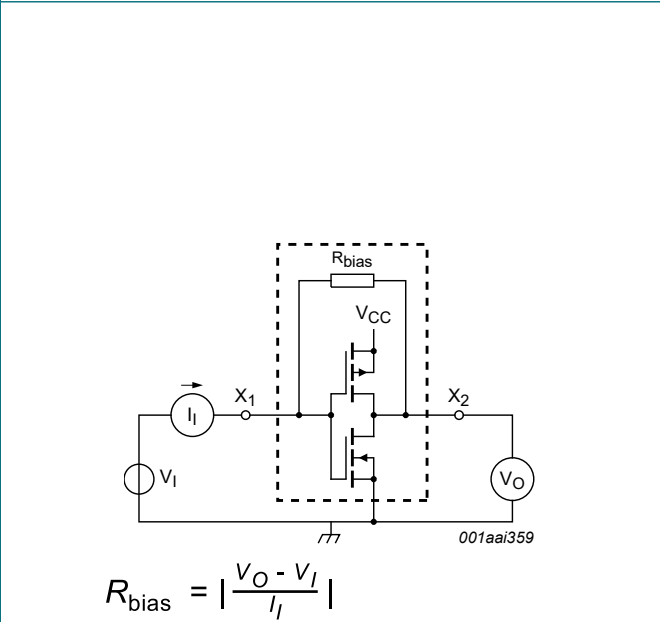 Rbias
VCC
X1
X2
II
VI
VO
001aai359
Rbias = | VO - VI / II |